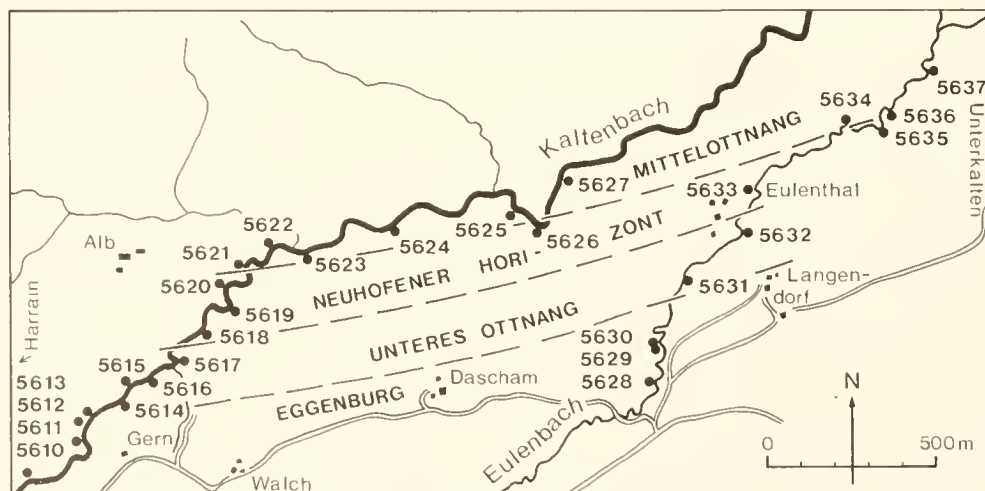 5637
5634
5636
5635
Unterkalten
Kaltenbach
MITTELOTTNANG
5627
5633
Eulenthal
5622
5625
5626
5632
Alb
5621
5624
5623
NEUHOFENER HORI- ZONT
5620
5631
Langen-
dorf
5619
UNTERES OTTNANG
5618
Harrain
5630
5629
5628
5617
5615
5616
5613
5612
5614
5611
5610
Dascham
EGGENBURG
Gern
Eulenbach
Walch
N
0 500m